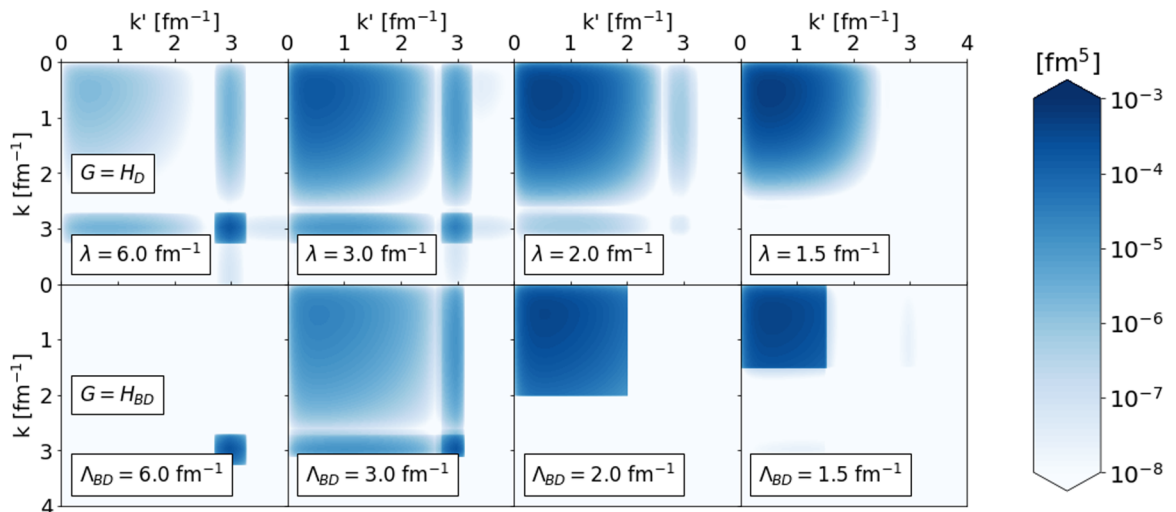 k' [fm⁻¹] k' [fm⁻¹] k' [fm⁻¹] k' [fm⁻¹]
0 1 2 3 0 1 2 3 0 1 2 3 0 1 2 3 4
[fm⁵]
0
10⁻³
1
k [fm⁻¹]
G = H_D
2
10⁻⁴
3
λ = 6.0 fm⁻¹ λ = 3.0 fm⁻¹ λ = 2.0 fm⁻¹ λ = 1.5 fm⁻¹
10⁻⁵
0
1
10⁻⁶
k [fm⁻¹]
G = H_BD
2
10⁻⁷
3
Λ_BD = 6.0 fm⁻¹ Λ_BD = 3.0 fm⁻¹ Λ_BD = 2.0 fm⁻¹ Λ_BD = 1.5 fm⁻¹
10⁻⁸
4